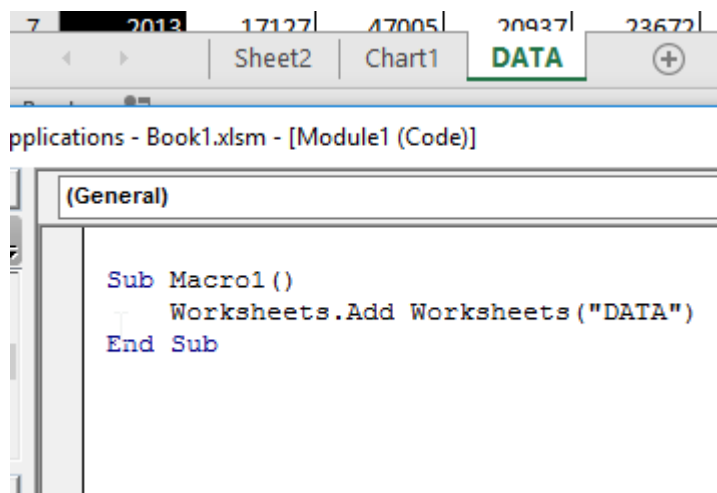 7 2013 17127 47005 20937 23672
Sheet2 Chart1 DATA
pplications - Book1.xlsm - [Module1 (Code)]
(General)
Sub Macro1()
Worksheets.Add Worksheets("DATA")
End Sub